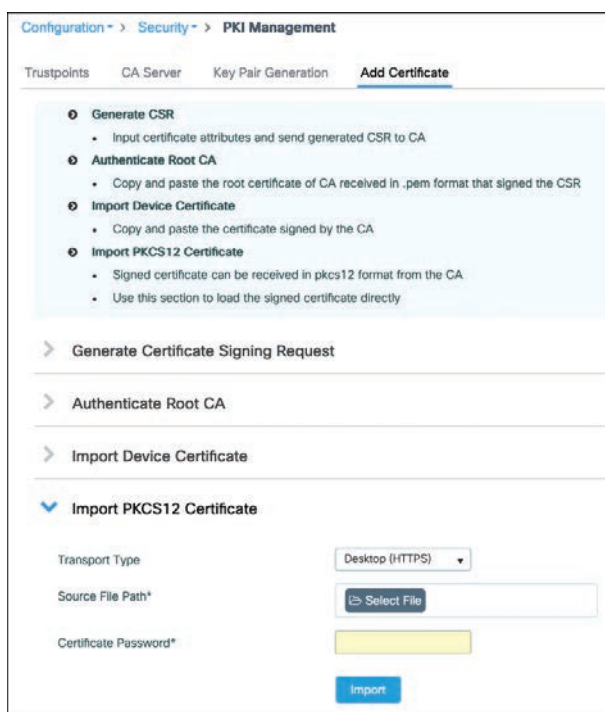 Configuration > Security > PKI Management
Trustpoints CA Server Key Pair Generation Add Certificate
Generate CSR
• Input certificate attributes and send generated CSR to CA
Authenticate Root CA
• Copy and paste the root certificate of CA received in .pem format that signed the CSR
Import Device Certificate
• Copy and paste the certificate signed by the CA
Import PKCS12 Certificate
• Signed certificate can be received in pkcs12 format from the CA
• Use this section to load the signed certificate directly
Generate Certificate Signing Request
Authenticate Root CA
Import Device Certificate
Import PKCS12 Certificate
Transport Type Desktop (HTTPS)
Source File Path* Select File
Certificate Password*
Import